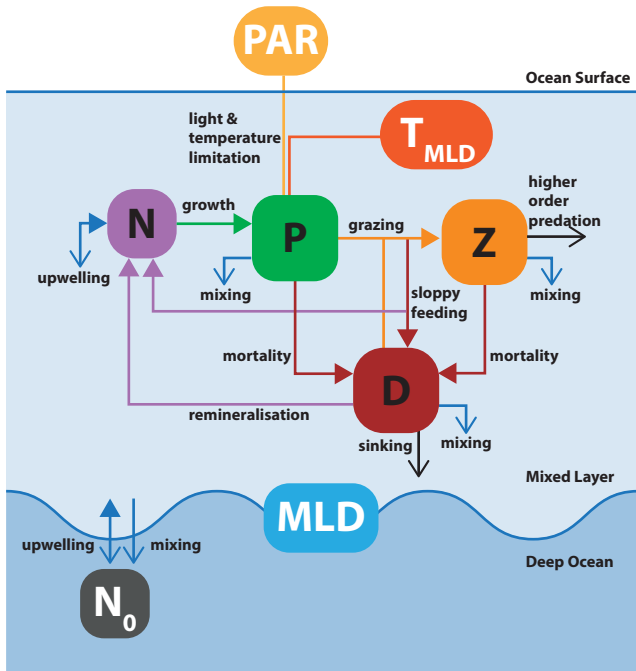 PAR
Ocean Surface
light &
temperature
limitation
T MLD
higher
order
predation
growth
grazing
N
P
Z
upwelling
mixing
sloppy
feeding
mixing
mortality
mortality
D
remineralisation
mixing
sinking
Mixed Layer
MLD
upwelling
mixing
Deep Ocean
N0